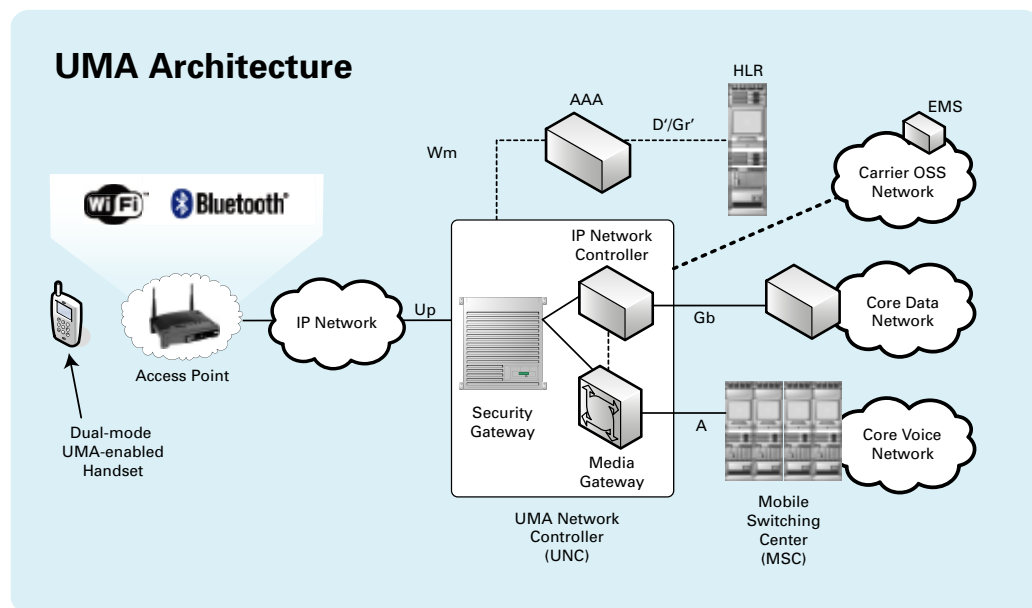 UMA Architecture
HLR
AAA
EMS
D'/Gr'
Wm
Carrier OSS
Network
WiFi™
Bluetooth®
IP Network
Controller
IP Network
Up
Gb
Core Data
Network
Access Point
Security
Gateway
A
Core Voice
Network
Dual-mode
UMA-enabled
Handset
Media
Gateway
Mobile
Switching
Center
(MSC)
UMA Network
Controller
(UNC)